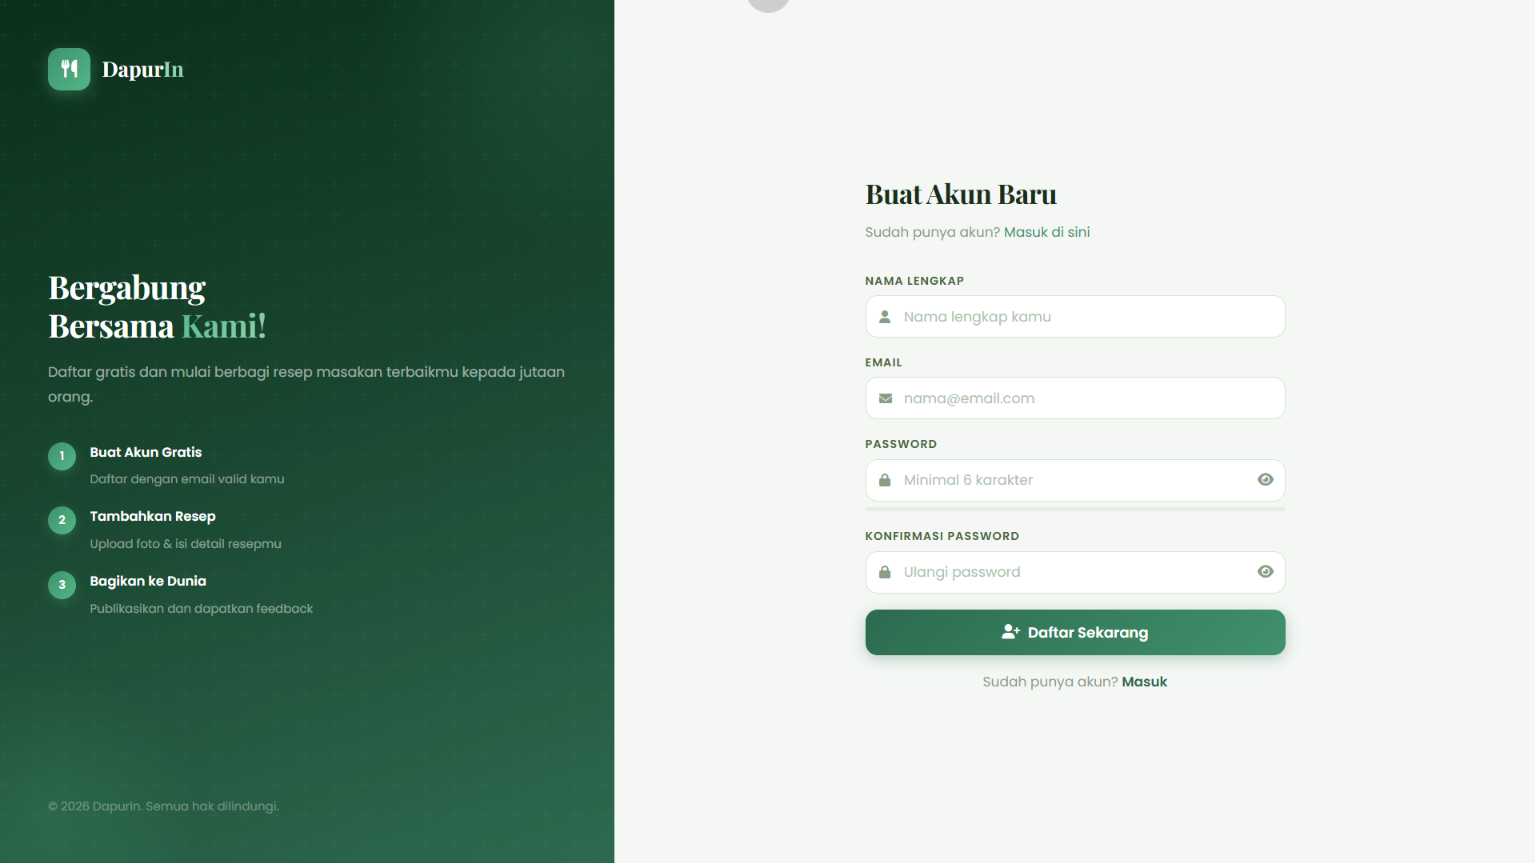 DapurIn
Bergabung
Bersama Kami!
Daftar gratis dan mulai berbagi resep masakan terbaikmu kepada jutaan
orang.
1
Buat Akun Gratis
Daftar dengan email valid kamu
2
Tambahkan Resep
Upload foto & isi detail resepmu
3
Bagikan ke Dunia
Publikasikan dan dapatkan feedback
© 2026 DapurIn. Semua hak dilindungi.
Buat Akun Baru
Sudah punya akun? Masuk di sini
NAMA LENGKAP
Nama lengkap kamu
EMAIL
nama@email.com
PASSWORD
Minimal 6 karakter
KONFIRMASI PASSWORD
Ulangi password
Daftar Sekarang
Sudah punya akun? Masuk